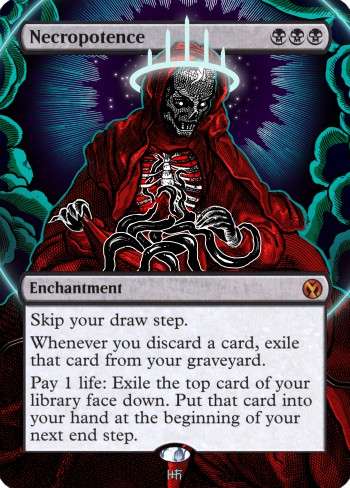 Necropotence
Enchantment
Skip your draw step.
Whenever you discard a card, exile
that card from your graveyard.
Pay 1 life: Exile the top card of your
library face down. Put that card into
your hand at the beginning of your
next end step.